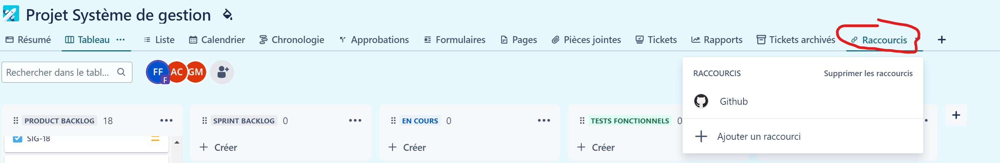 Projet Système de gestion
Résumé Tableau Liste Calendrier Chronologie Approbations Formulaires Pages Pièces jointes Tickets Rapports Tickets archivés Raccourcis
Rechercher dans le tabl... FF F AC GM
RACCOURCIS Supprimer les raccourcis
Github
PRODUCT BACKLOG 18 SPRINT BACKLOG 0 EN COURS 0 TESTS FONCTIONNELS 0
SIG-18
Ajouter un raccourci
Créer Créer Créer